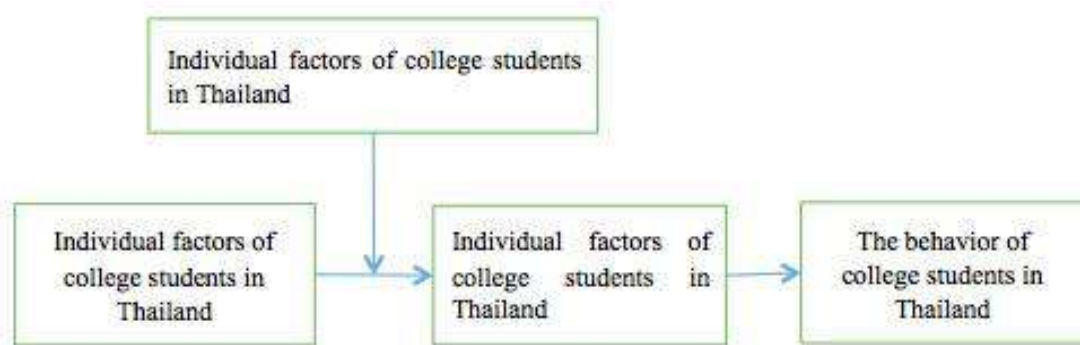 Individual factors of college students
in Thailand
Individual factors of
college students in
Thailand
Individual factors of
college students in
Thailand
The behavior of
college students in
Thailand